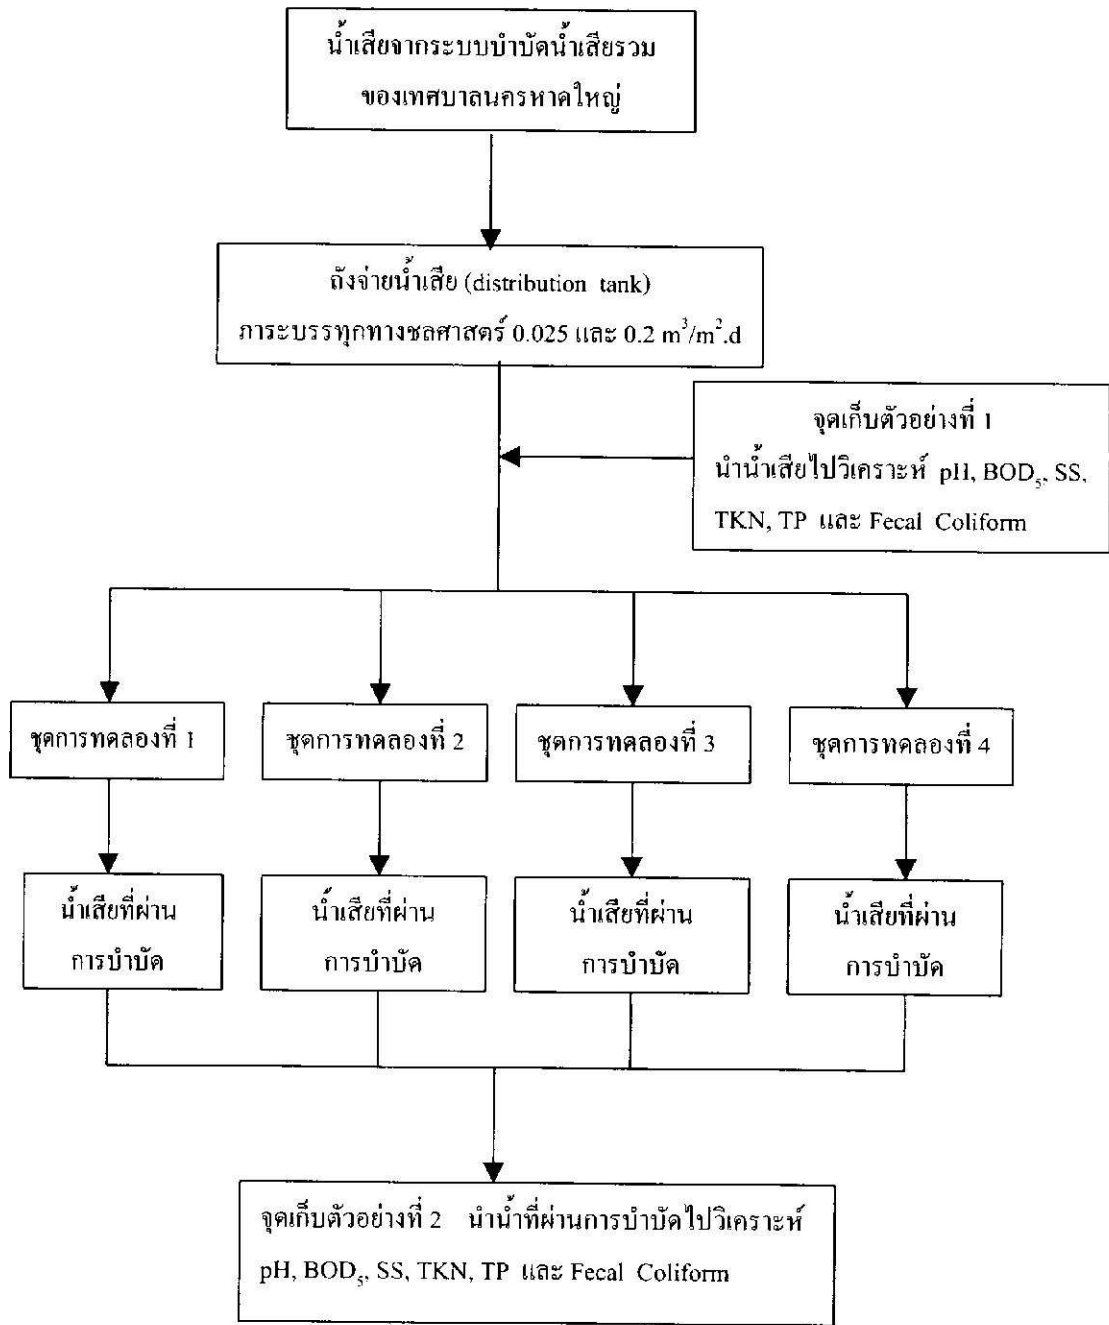 น้ำเสียจากระบบบำบัดน้ำเสียรวม
ของเทศบาลนครหาดใหญ่
ถังจ่ายน้ำเสีย (distribution tank)
ภาระบรรทุกทางชลศาสตร์ 0.025 และ 0.2 m³/m².d
จุดเก็บตัวอย่างที่ 1
นำน้ำเสียไปวิเคราะห์ pH, BOD₅, SS,
TKN, TP และ Fecal Coliform
ชุดการทดลองที่ 1
ชุดการทดลองที่ 2
ชุดการทดลองที่ 3
ชุดการทดลองที่ 4
น้ำเสียที่ผ่าน
การบำบัด
น้ำเสียที่ผ่าน
การบำบัด
น้ำเสียที่ผ่าน
การบำบัด
น้ำเสียที่ผ่าน
การบำบัด
จุดเก็บตัวอย่างที่ 2 นำน้ำที่ผ่านการบำบัดไปวิเคราะห์
pH, BOD₅, SS, TKN, TP และ Fecal Coliform